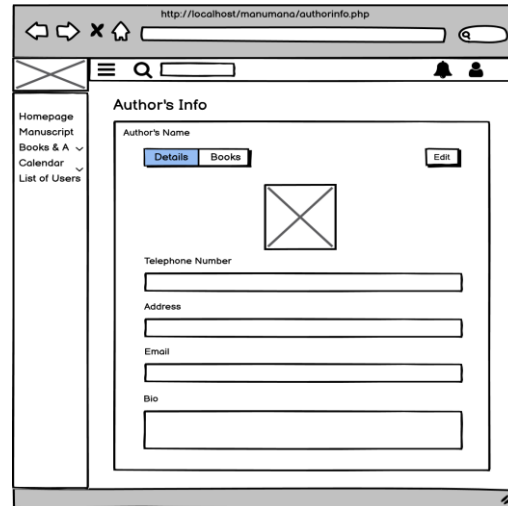 http://localhost/manumana/authorinfo.php
Homepage
Manuscript
Books & A
Calendar
List of Users
Author's Info
Author's Name
Details
Books
Edit
Telephone Number
Address
Email
Bio